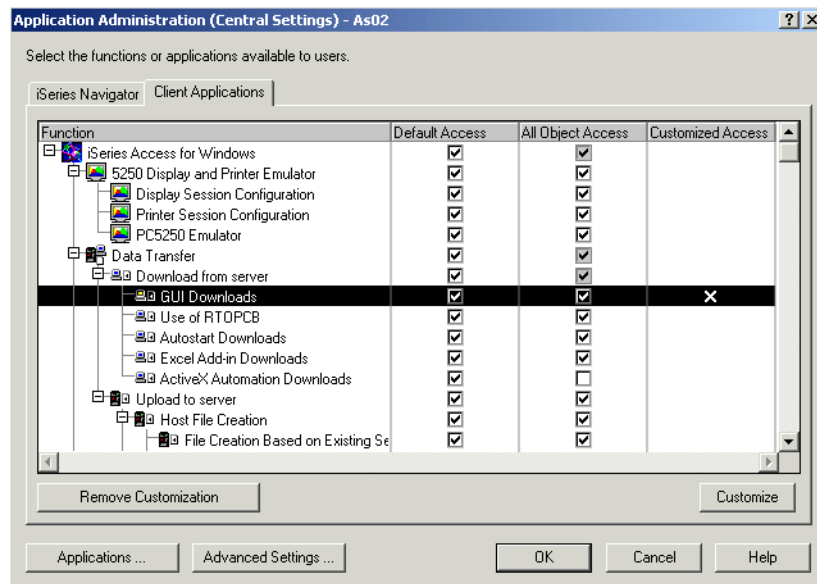 Application Administration (Central Settings) - As02
Select the functions or applications available to users.
iSeries Navigator Client Applications
Function Default Access All Object Access Customized Access
iSeries Access for Windows
5250 Display and Printer Emulator
Display Session Configuration
Printer Session Configuration
PC5250 Emulator
Data Transfer
Download from server
GUI Downloads
Use of RTOPCB
Autostart Downloads
Excel Add-in Downloads
ActiveX Automation Downloads
Upload to server
Host File Creation
File Creation Based on Existing Se
Remove Customization Customize
Applications ... Advanced Settings ... OK Cancel Help